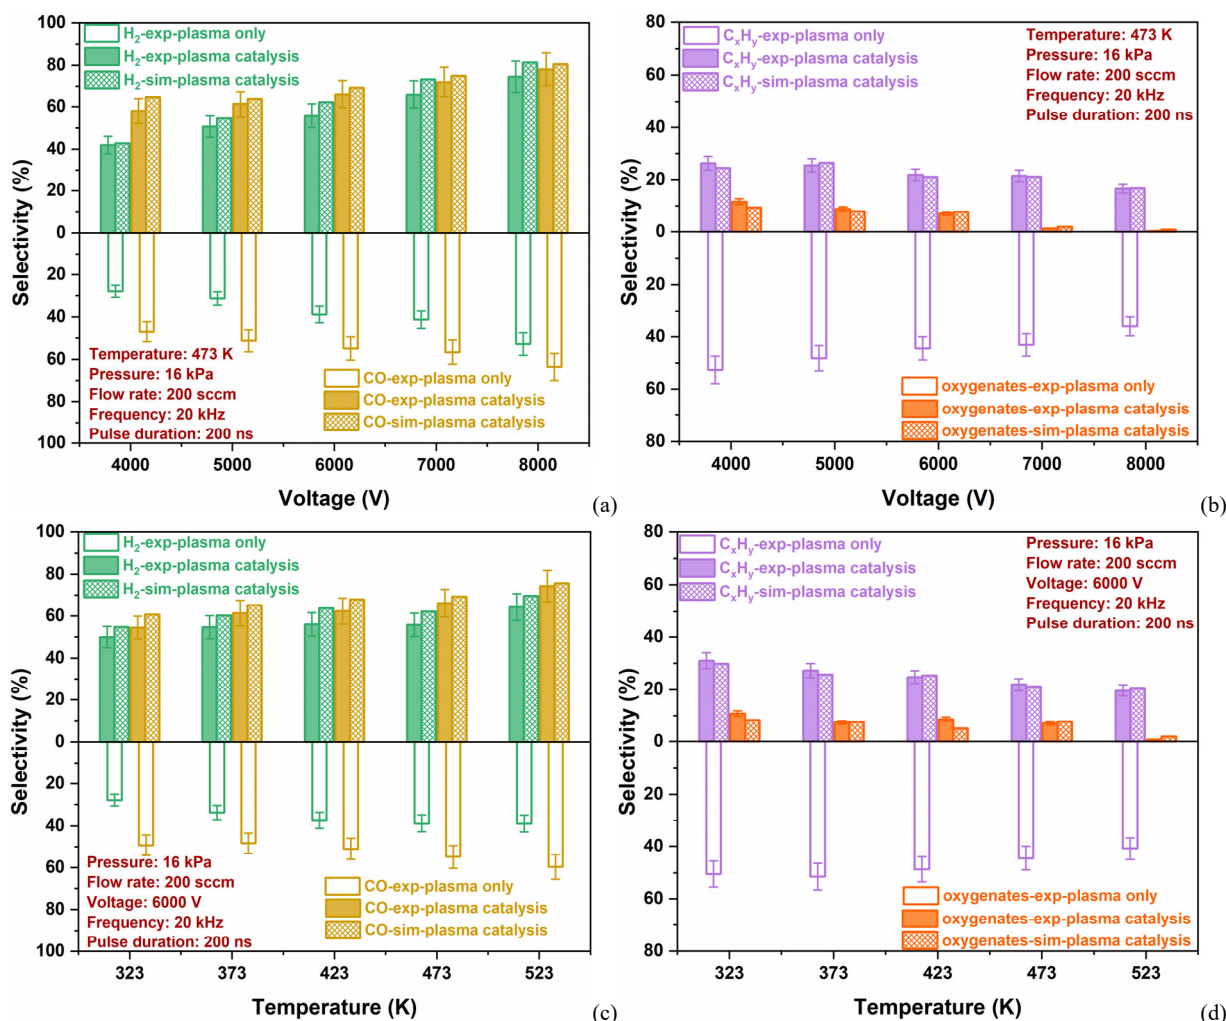 H2-exp-plasma only
H2-exp-plasma catalysis
H2-sim-plasma catalysis
Selectivity (%)
100
80
60
40
20
0
20
40
60
80
100
Temperature: 473 K
Pressure: 16 kPa
Flow rate: 200 sccm
Frequency: 20 kHz
Pulse duration: 200 ns
CO-exp-plasma only
CO-exp-plasma catalysis
CO-sim-plasma catalysis
4000 5000 6000 7000 8000
Voltage (V)
(a)
CxHy-exp-plasma only
CxHy-exp-plasma catalysis
CxHy-sim-plasma catalysis
Temperature: 473 K
Pressure: 16 kPa
Flow rate: 200 sccm
Frequency: 20 kHz
Pulse duration: 200 ns
Selectivity (%)
80
60
40
20
0
20
40
60
80
oxygenates-exp-plasma only
oxygenates-exp-plasma catalysis
oxygenates-sim-plasma catalysis
4000 5000 6000 7000 8000
Voltage (V)
(b)
H2-exp-plasma only
H2-exp-plasma catalysis
H2-sim-plasma catalysis
Selectivity (%)
100
80
60
40
20
0
20
40
60
80
100
Pressure: 16 kPa
Flow rate: 200 sccm
Voltage: 6000 V
Frequency: 20 kHz
Pulse duration: 200 ns
CO-exp-plasma only
CO-exp-plasma catalysis
CO-sim-plasma catalysis
323 373 423 473 523
Temperature (K)
(c)
CxHy-exp-plasma only
CxHy-exp-plasma catalysis
CxHy-sim-plasma catalysis
Pressure: 16 kPa
Flow rate: 200 sccm
Voltage: 6000 V
Frequency: 20 kHz
Pulse duration: 200 ns
Selectivity (%)
80
60
40
20
0
20
40
60
80
oxygenates-exp-plasma only
oxygenates-exp-plasma catalysis
oxygenates-sim-plasma catalysis
323 373 423 473 523
Temperature (K)
(d)